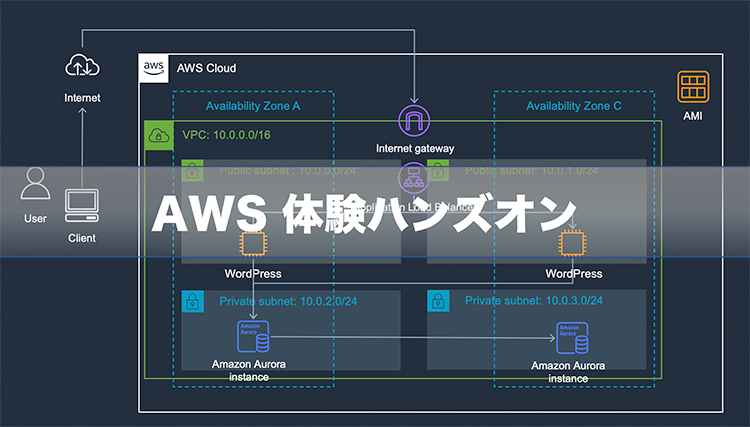 aws
AWS Cloud
Internet
Availability Zone A
Availability Zone C
AMI
VPC: 10.0.0.0/16
Internet gateway
Public subnet : 10.0.0.0/24
Public subnet: 10.0.1.0/24
User
Client
AWS 体験ハンズオン
Application Load Balancer
WordPress
WordPress
Private subnet: 10.0.2.0/24
Private subnet: 10.0.3.0/24
Amazon
Aurora
Amazon
Aurora
Amazon Aurora
instance
Amazon Aurora
instance